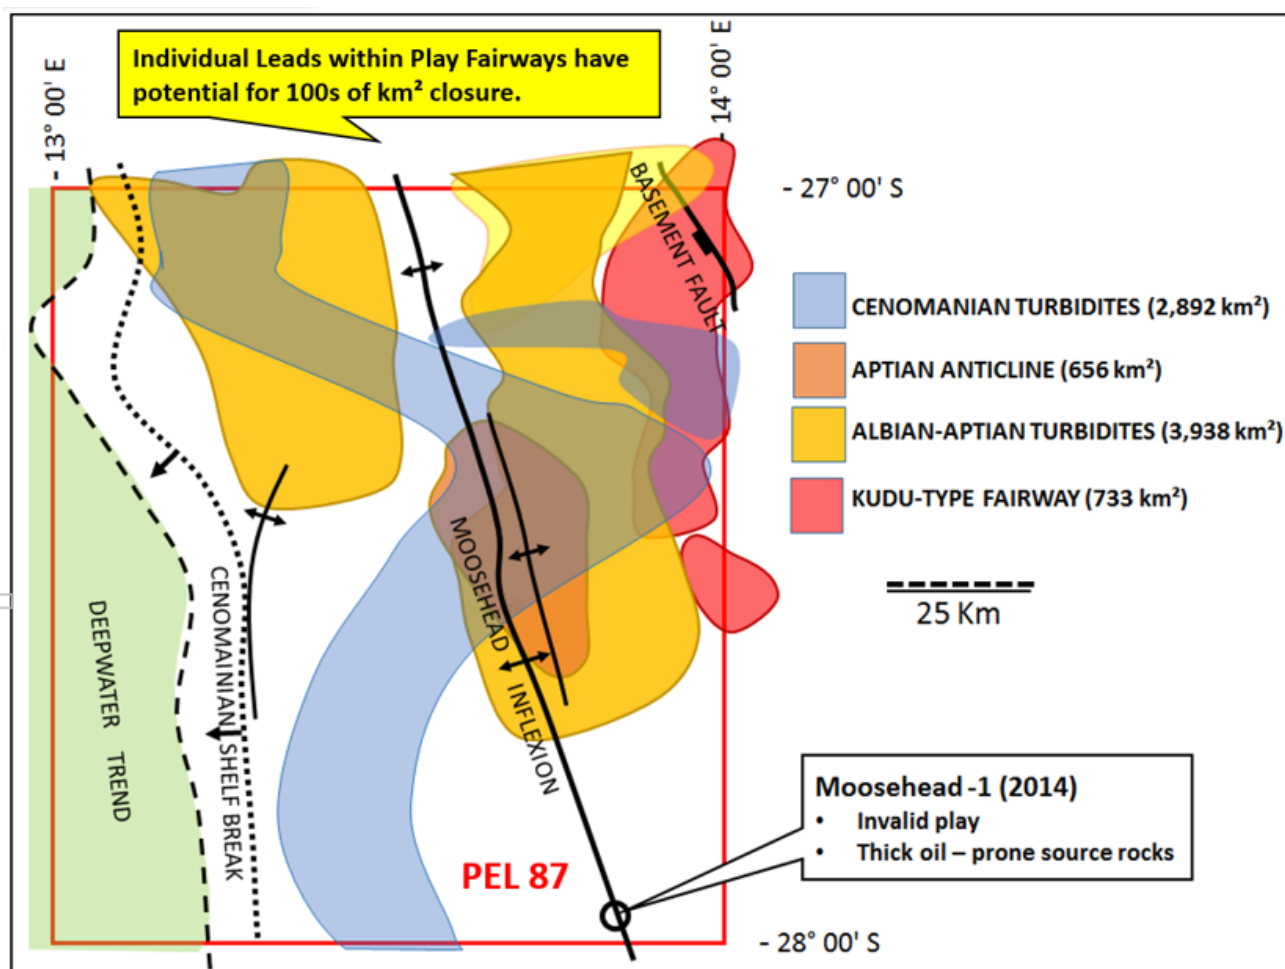 Individual Leads within Play Fairways have
potential for 100s of km² closure.
- 13° 00' E
- 14° 00' E
- 27° 00' S
BASEMENT FAULT
CENOMANIAN TURBIDITES (2,892 km²)
APTIAN ANTICLINE (656 km²)
ALBIAN-APTIAN TURBIDITES (3,938 km²)
KUDU-TYPE FAIRWAY (733 km²)
25 Km
MOOSEHEAD INFLEXION
CENOMAINIAN SHELF BREAK
DEEPWATER TREND
Moosehead -1 (2014)
• Invalid play
• Thick oil – prone source rocks
PEL 87
- 28° 00' S